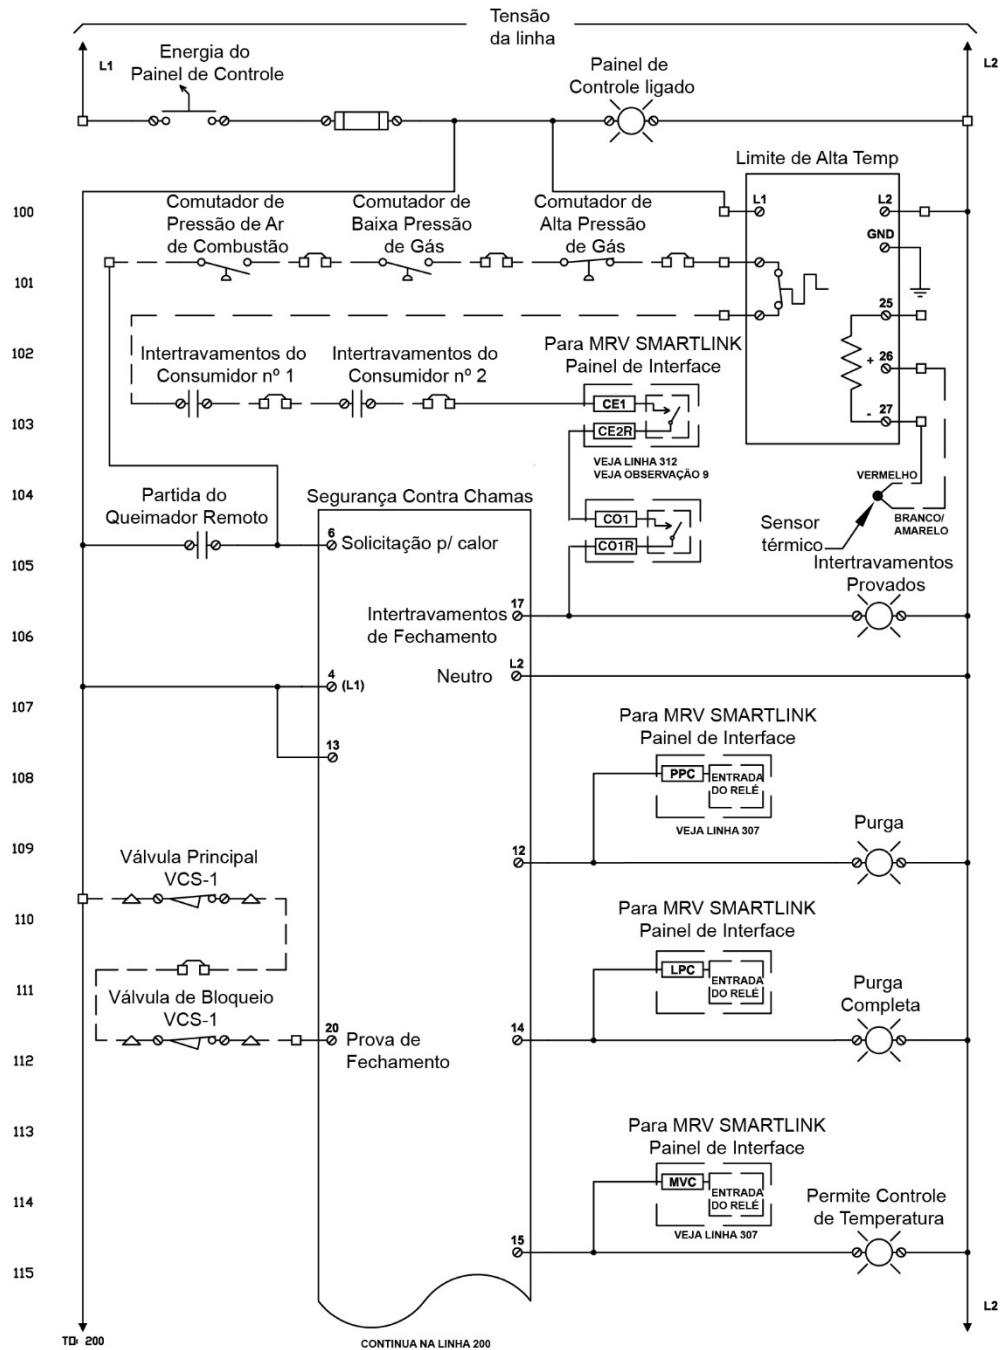 Tensão
da linha
L1
L2
Energia do
Painel de Controle
Painel de
Controle ligado
Limite de Alta Temp
100
Comutador de
Pressão de Ar
de Combustão
Comutador de
Baixa Pressão
de Gás
Comutador de
Alta Pressão
de Gás
L1
L2
GND
101
25
102
Intertravamentos do
Consumidor nº 1
Intertravamentos do
Consumidor nº 2
Para MRV SMARTLINK
Painel de Interface
+ 26
CE1
CE2R
- 27
103
VEJA LINHA 312
VEJA OBSERVAÇÃO 9
104
Partida do
Queimador Remoto
Segurança Contra Chamas
CO1
CO1R
VERMELHO
BRANCO/
AMARELO
Sensor
térmico
6
Solicitação p/ calor
105
Intertravamentos
Provados
17
Intertravamentos
de Fechamento
106
4
(L1)
L2
Neutro
107
13
Para MRV SMARTLINK
Painel de Interface
PPC
ENTRADA
DO RELÉ
108
VEJA LINHA 307
Purga
109
12
Válvula Principal
VCS-1
110
Para MRV SMARTLINK
Painel de Interface
LPC
ENTRADA
DO RELÉ
111
Válvula de Bloqueio
VCS-1
Purga
Completa
20
Prova de
Fechamento
14
112
113
Para MRV SMARTLINK
Painel de Interface
MVC
ENTRADA
DO RELÉ
114
VEJA LINHA 307
Permite Controle
de Temperatura
15
115
L2
TO: 200
CONTINUA NA LINHA 200